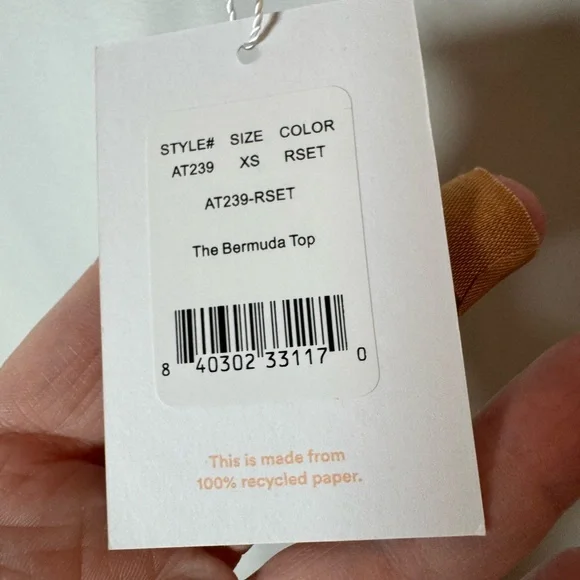 STYLE# SIZE COLOR
AT239 XS RSET
AT239-RSET
The Bermuda Top
8 40302 33117 0
This is made from
100% recycled paper.